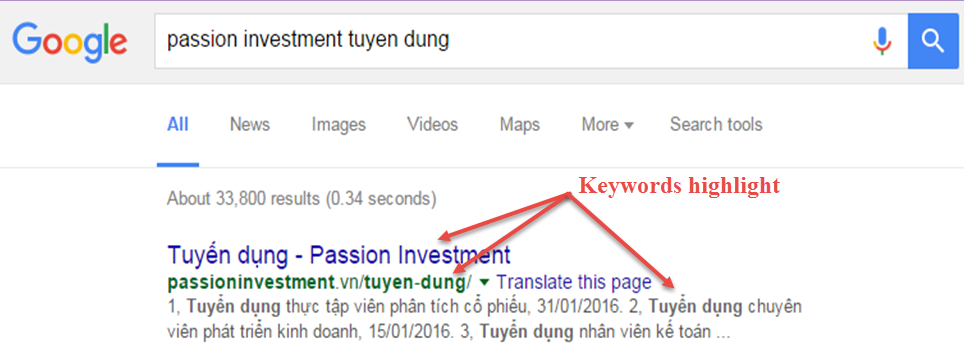 Google passion investment tuyen dung
All News Images Videos Maps More Search tools
About 33,800 results (0.34 seconds)
Keywords highlight
Tuyển dụng - Passion Investment
passioninvestment.vn/tuyen-dung/ Translate this page
1, Tuyển dụng thực tập viên phân tích cổ phiếu, 31/01/2016. 2, Tuyển dụng chuyên
viên phát triển kinh doanh, 15/01/2016. 3, Tuyển dụng nhân viên kế toán ...